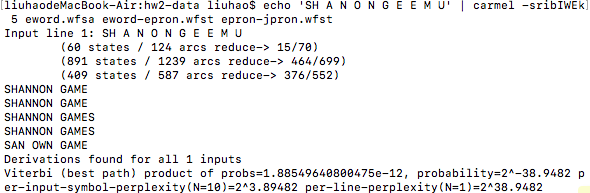 [liuhaodeMacBook-Air:hw2-data liuhao$ echo 'SH A N O N G E E M U' | carmel -sribIWEk]
5 eword.wfsa eword-epron.wfst epron-jpron.wfst
Input line 1: SH A N O N G E E M U
(60 states / 124 arcs reduce-> 15/70)
(891 states / 1239 arcs reduce-> 464/699)
(409 states / 587 arcs reduce-> 376/552)
SHANNON GAME
SHANNON GAME
SHANNON GAMES
SHANNON GAMES
SAN OWN GAME
Derivations found for all 1 inputs
Viterbi (best path) product of probs=1.88549640800475e-12, probability=2^-38.9482 p
er-input-symbol-perplexity(N=10)=2^3.89482 per-line-perplexity(N=1)=2^38.9482